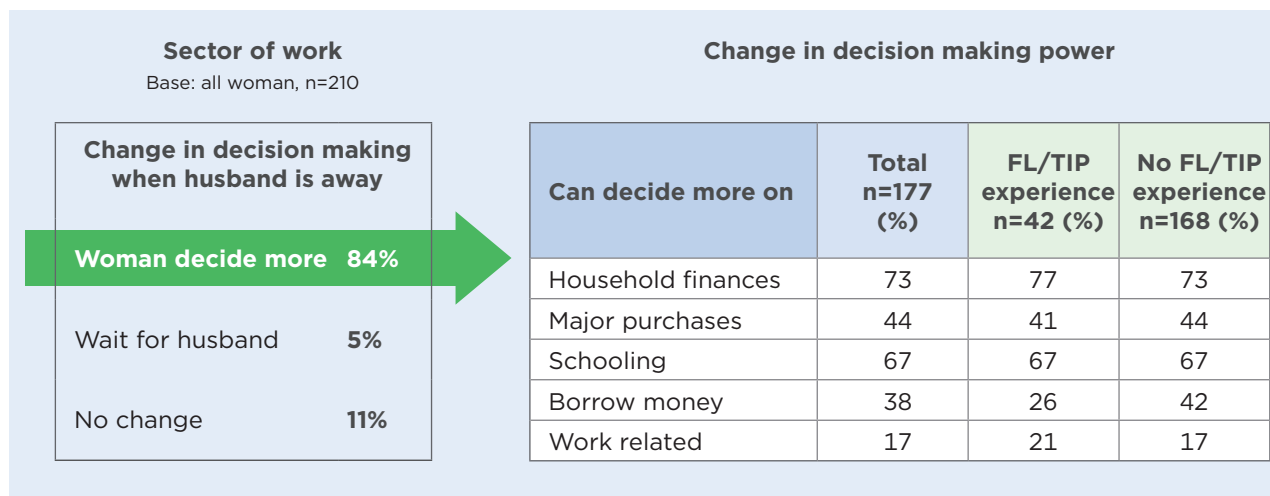 Sector of work
Base: all woman, n=210
Change in decision making
when husband is away
Woman decide more 84%
Wait for husband 5%
No change 11%
Change in decision making power
Can decide more on
Total
n=177
(%)
FL/TIP
experience
n=42 (%)
No FL/TIP
experience
n=168 (%)
Household finances 73 77 73
Major purchases 44 41 44
Schooling 67 67 67
Borrow money 38 26 42
Work related 17 21 17